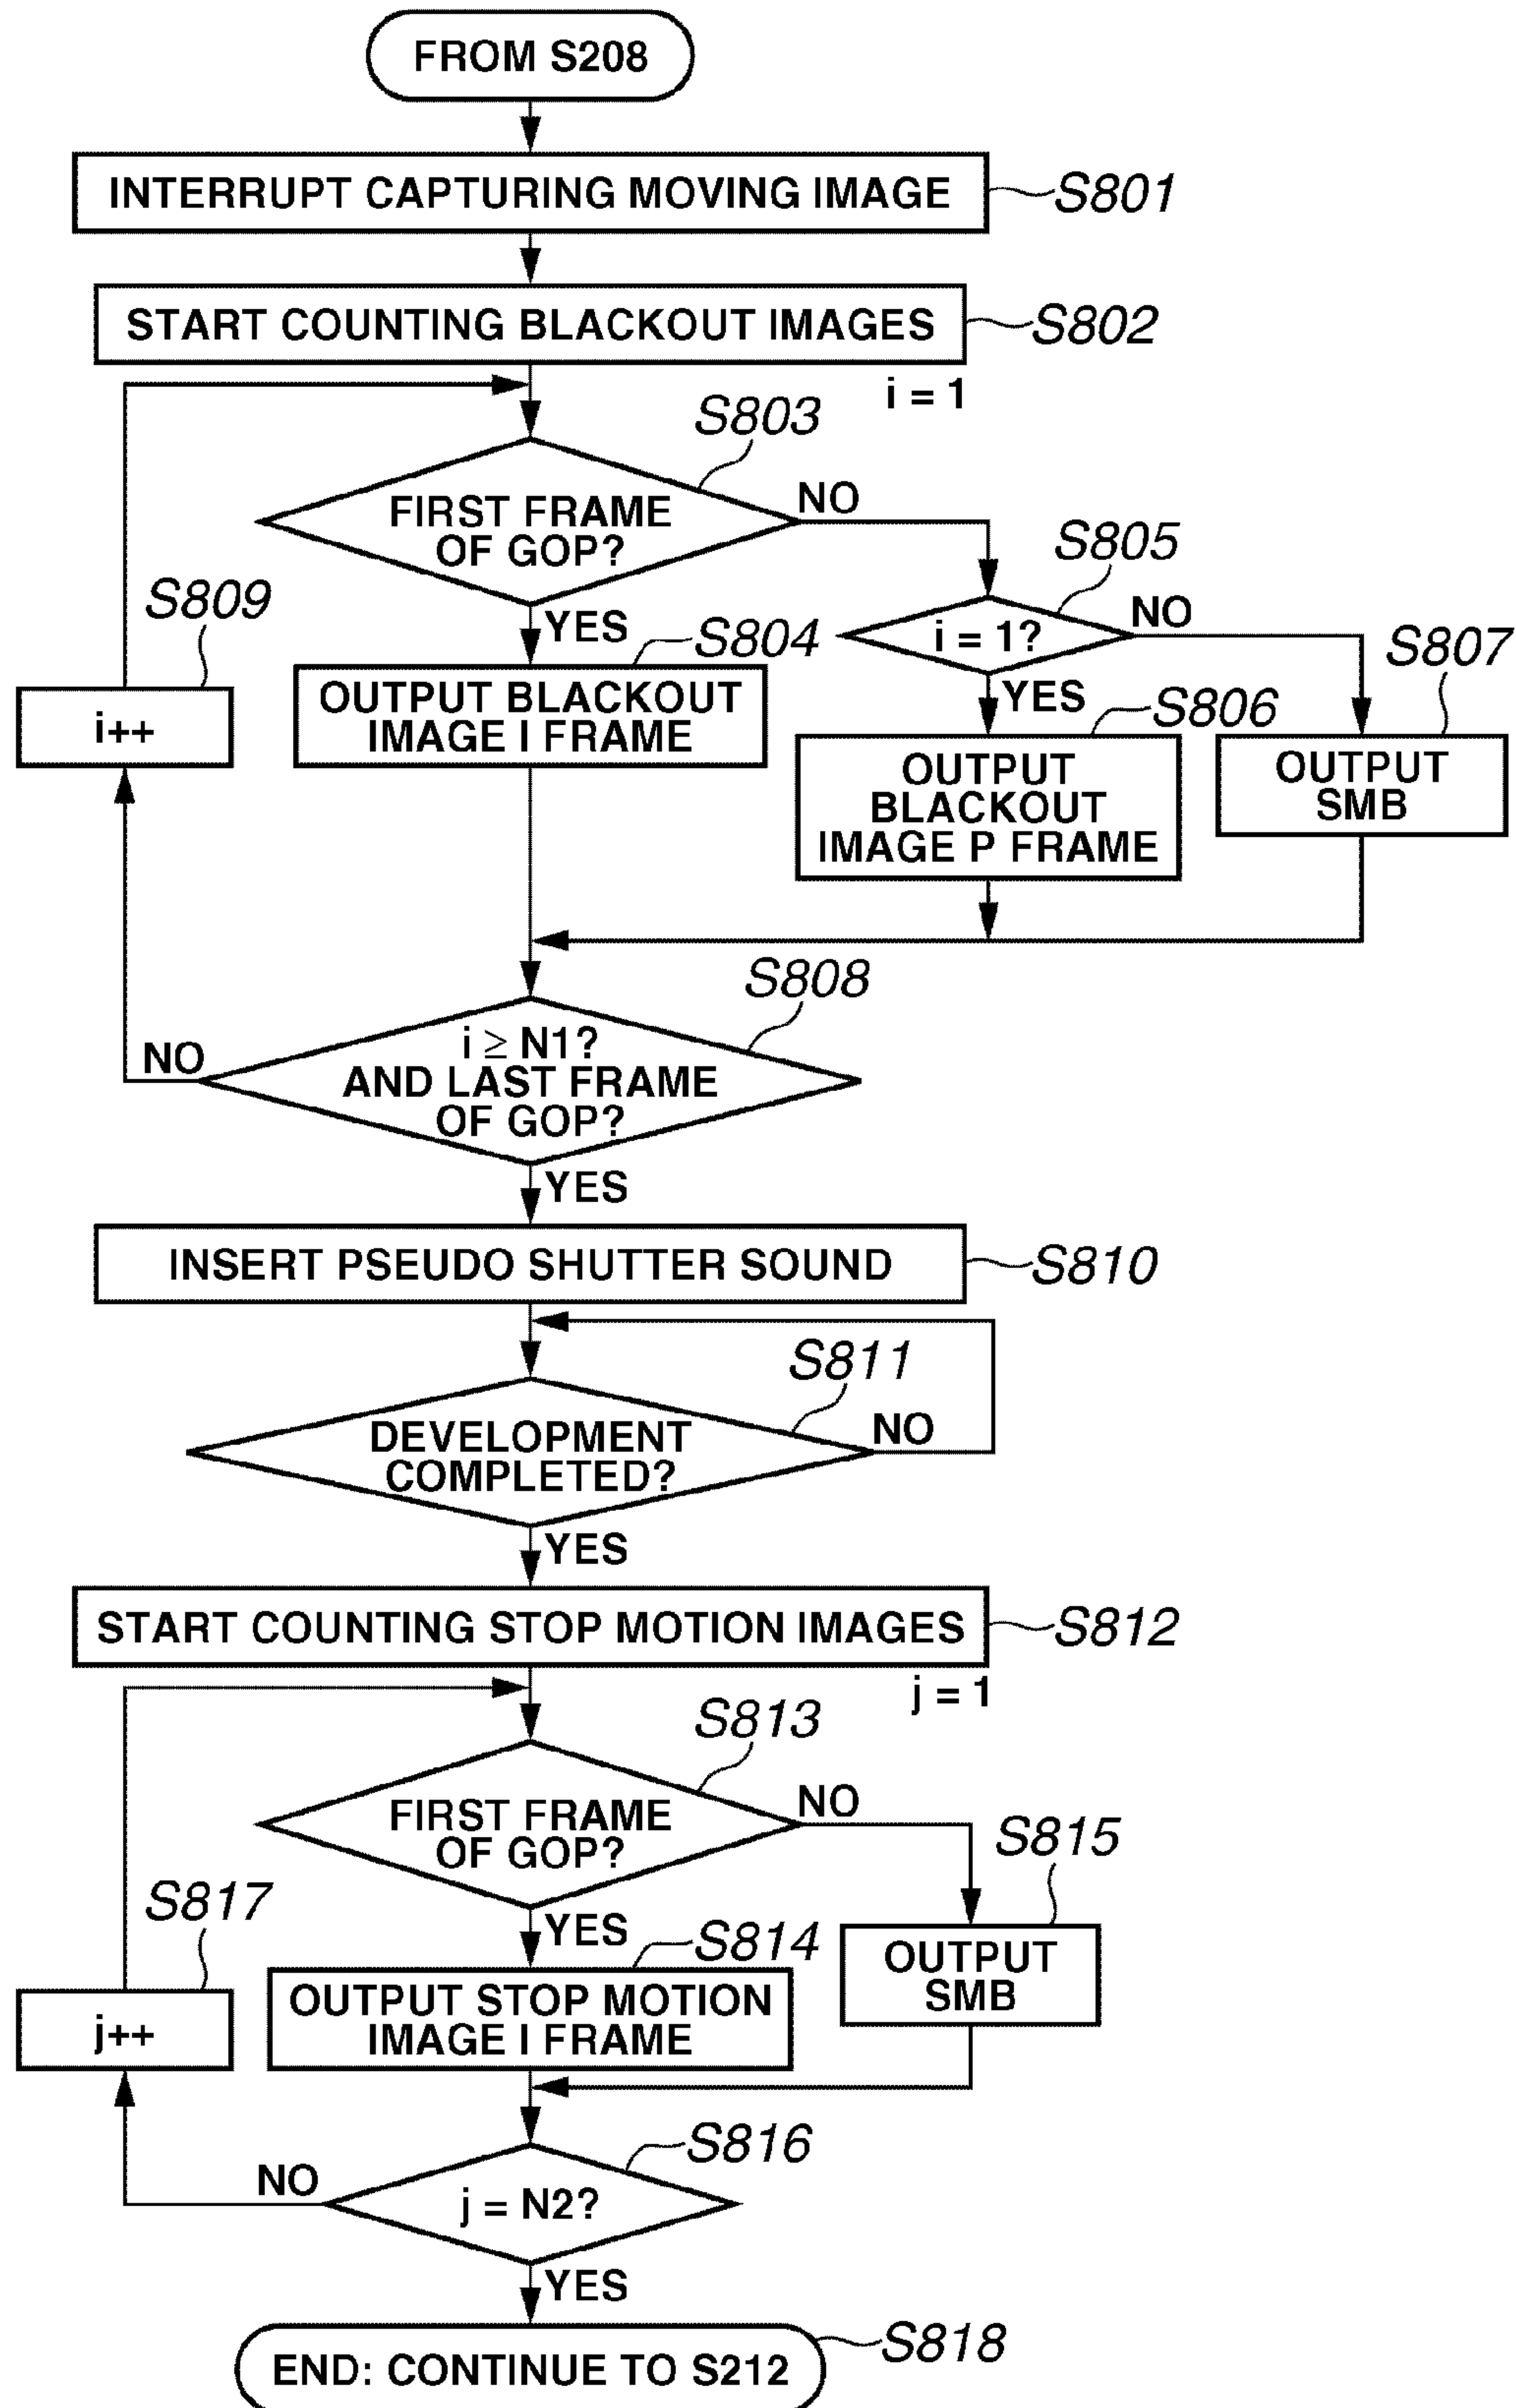 FROM S208
INTERRUPT CAPTURING MOVING IMAGE
S801
START COUNTING BLACKOUT IMAGES
S802
i = 1
S803
FIRST FRAME
OF GOP?
NO
YES
S805
i = 1?
NO
YES
S809
i++
S804
OUTPUT BLACKOUT
IMAGE I FRAME
S806
OUTPUT
BLACKOUT
IMAGE P FRAME
S807
OUTPUT
SMB
S808
i ≥ N1?
AND LAST FRAME
OF GOP?
NO
YES
INSERT PSEUDO SHUTTER SOUND
S810
S811
DEVELOPMENT
COMPLETED?
NO
YES
START COUNTING STOP MOTION IMAGES
S812
j = 1
S813
FIRST FRAME
OF GOP?
NO
YES
S815
OUTPUT
SMB
S817
j++
S814
OUTPUT STOP MOTION
IMAGE I FRAME
S816
j = N2?
NO
YES
END: CONTINUE TO S212
S818